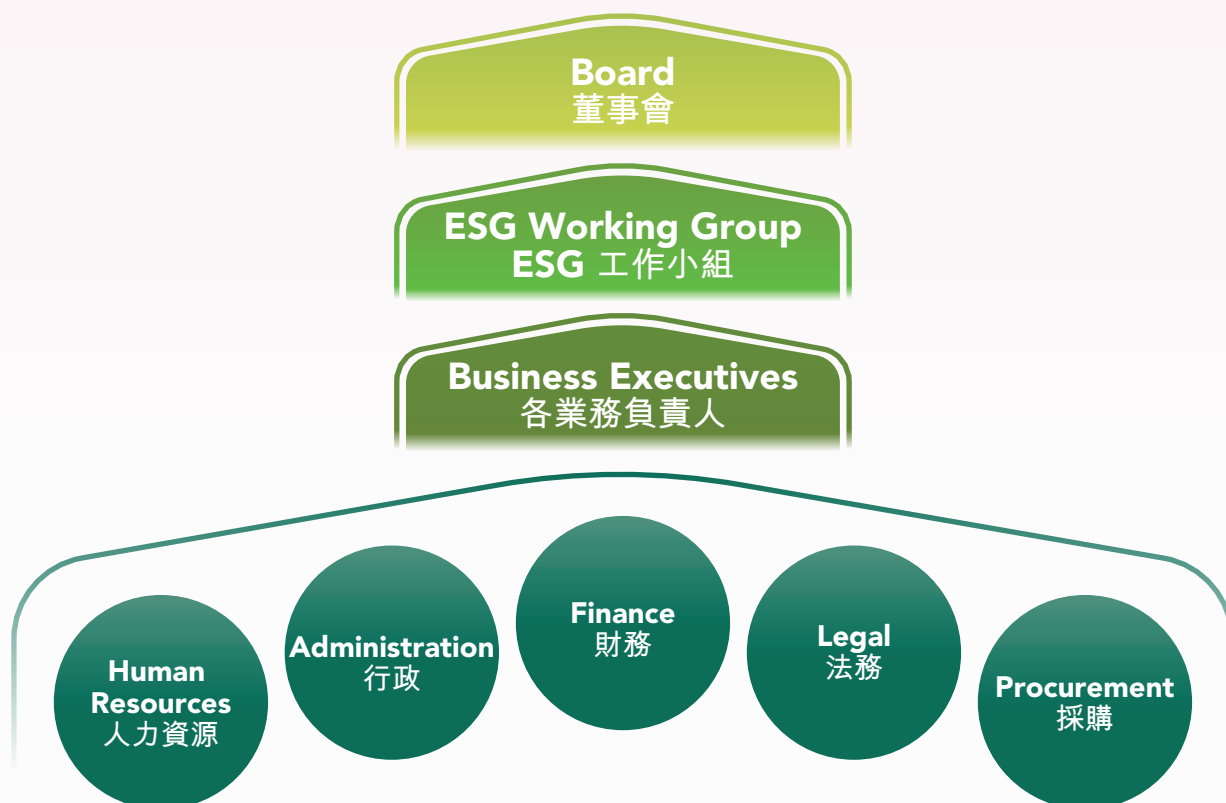 Board
董事會
ESG Working Group
ESG 工作小組
Business Executives
各業務負責人
Human
Resources
人力資源
Administration
行政
Finance
財務
Legal
法務
Procurement
採購